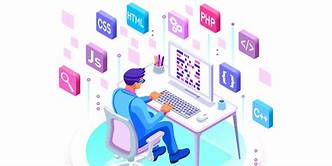 HTML
PHP
CSS
</>
Js
{ }
C++